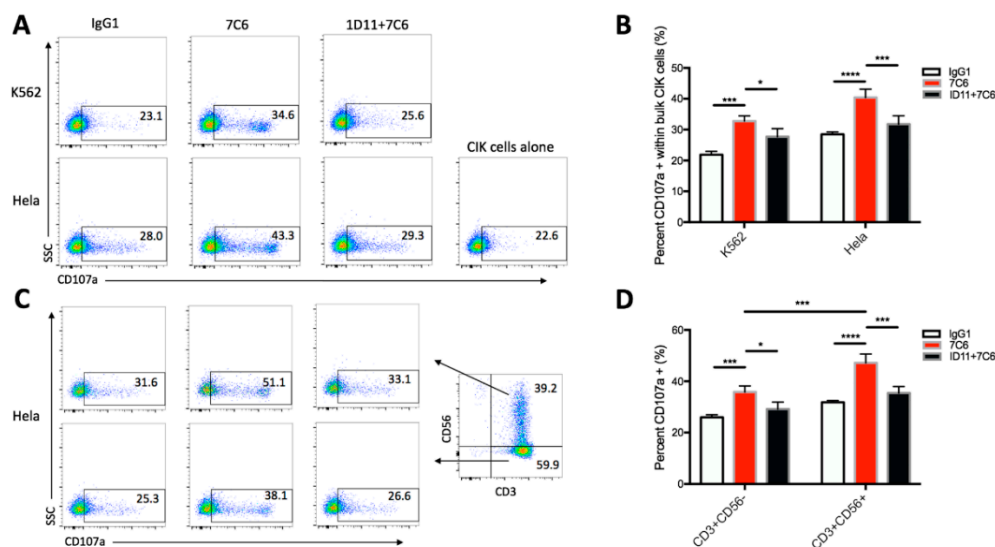 A
IgG1
7C6
1D11+7C6
K562
23.1
34.6
25.6
CIK cells alone
Hela
28.0
43.3
29.3
22.6
SSC
CD107a
B
Percent CD107a + within bulk CIK cells (%)
50
40
30
20
10
0
K562
Hela
IgG1
7C6
ID11+7C6
C
31.6
51.1
33.1
Hela
25.3
38.1
26.6
SSC
CD107a
39.2
59.9
CD56
CD3
D
Percent CD107a + (%)
60
40
20
0
CD3+CD56-
CD3+CD56+
IgG1
7C6
ID11+7C6
***
*
****
***
***
*
****
***
***